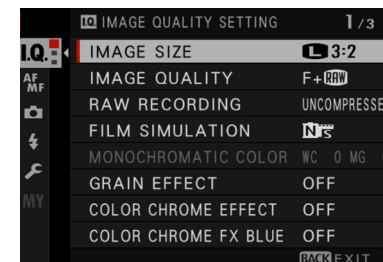 I.Q. IMAGE QUALITY SETTING 1/3
I.Q. IMAGE SIZE L 3:2
AF MF IMAGE QUALITY F+RAW
RAW RECORDING UNCOMPRESSE
FILM SIMULATION NS
MONOCHROMATIC COLOR WC 0 MG
GRAIN EFFECT OFF
MY COLOR CHROME EFFECT OFF
COLOR CHROME FX BLUE OFF
BACK EXIT